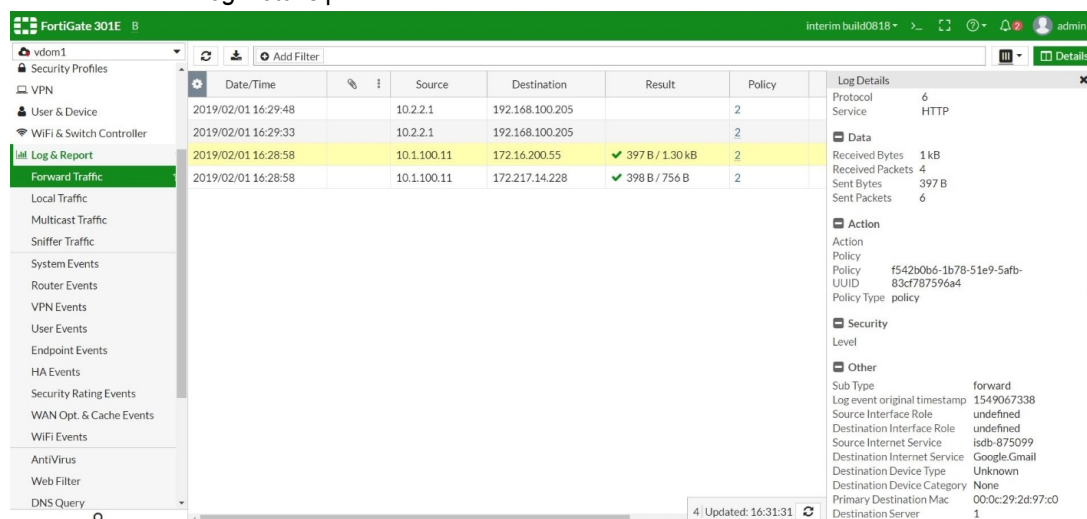 FortiGate 301E B
interim build0818 >_ admin
2
vdom1
Security Profiles
VPN
User & Device
WiFi & Switch Controller
Log & Report
Forward Traffic
Local Traffic
Multicast Traffic
Sniffer Traffic
System Events
Router Events
VPN Events
User Events
Endpoint Events
HA Events
Security Rating Events
WAN Opt. & Cache Events
WiFi Events
AntiVirus
Web Filter
DNS Query
Add Filter
Details
Date/Time Source Destination Result Policy
2019/02/01 16:29:48 10.2.2.1 192.168.100.205 2
2019/02/01 16:29:33 10.2.2.1 192.168.100.205 2
2019/02/01 16:28:58 10.1.100.11 172.16.200.55 ✔ 397 B / 1.30 kB 2
2019/02/01 16:28:58 10.1.100.11 172.217.14.228 ✔ 398 B / 756 B 2
4 Updated: 16:31:31
Log Details
Protocol 6
Service HTTP
Data
Received Bytes 1 kB
Received Packets 4
Sent Bytes 397 B
Sent Packets 6
Action
Action
Policy
Policy f542b0b6-1b78-51e9-5afb-
UUID 83cf787596a4
Policy Type policy
Security
Level
Other
Sub Type forward
Log event original timestamp 1549067338
Source Interface Role undefined
Destination Interface Role undefined
Source Internet Service isdb-875099
Destination Internet Service Google.Gmail
Destination Device Type Unknown
Destination Device Category None
Primary Destination Mac 00:0c:29:2d:97:c0
Destination Server 1